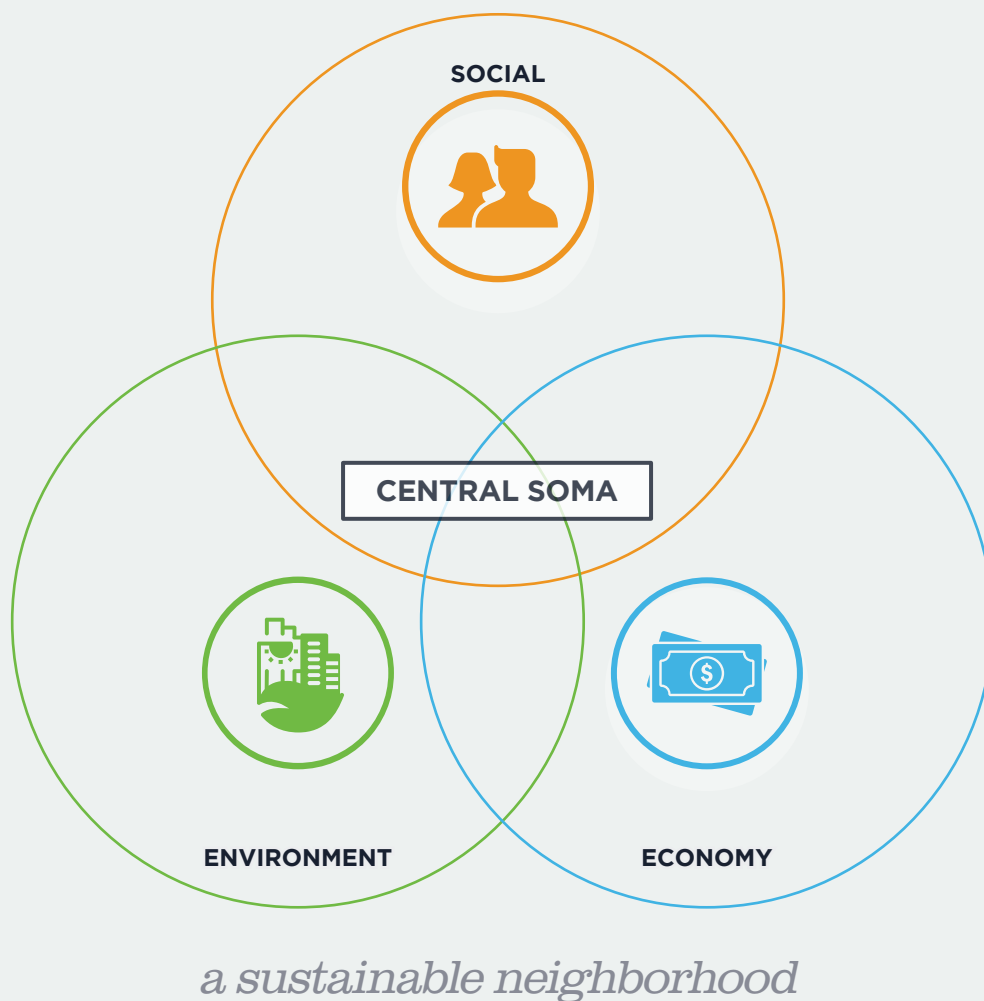 SOCIAL
CENTRAL SOMA
$
ENVIRONMENT
ECONOMY
a sustainable neighborhood